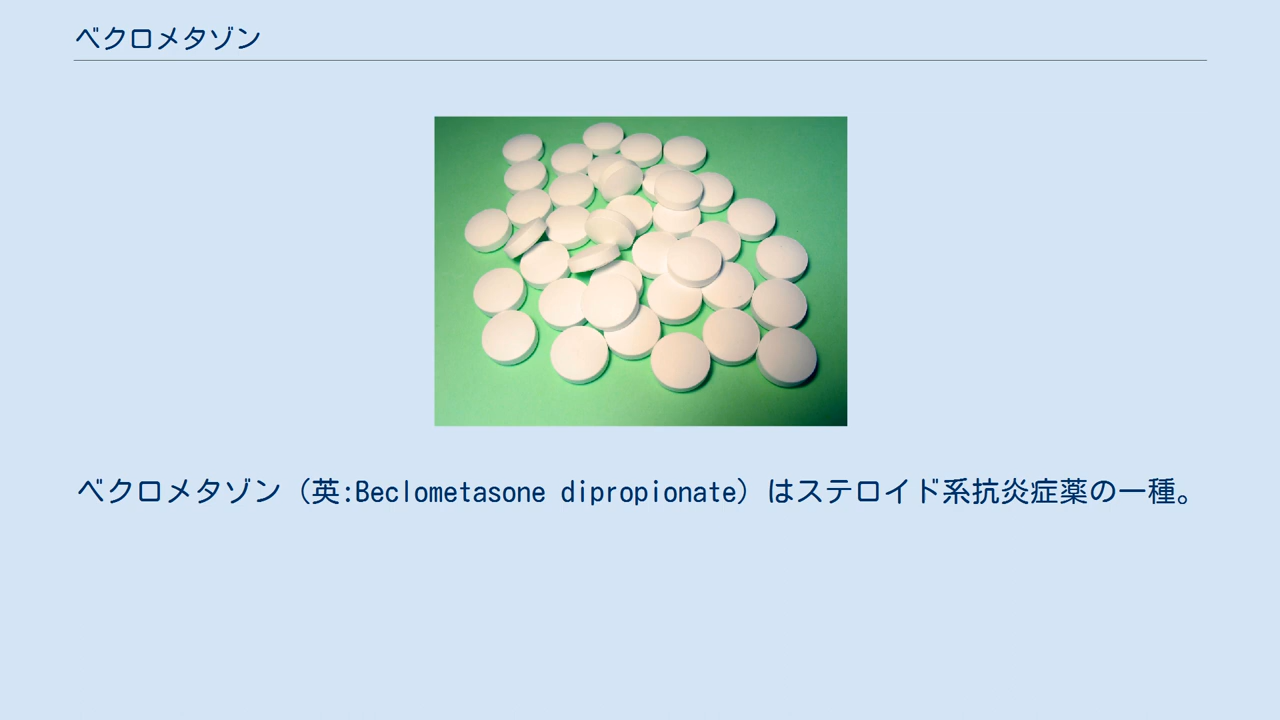 ベクロメタゾン
ベクロメタゾン（英:Beclometasone dipropionate）はステロイド系抗炎症薬の一種。